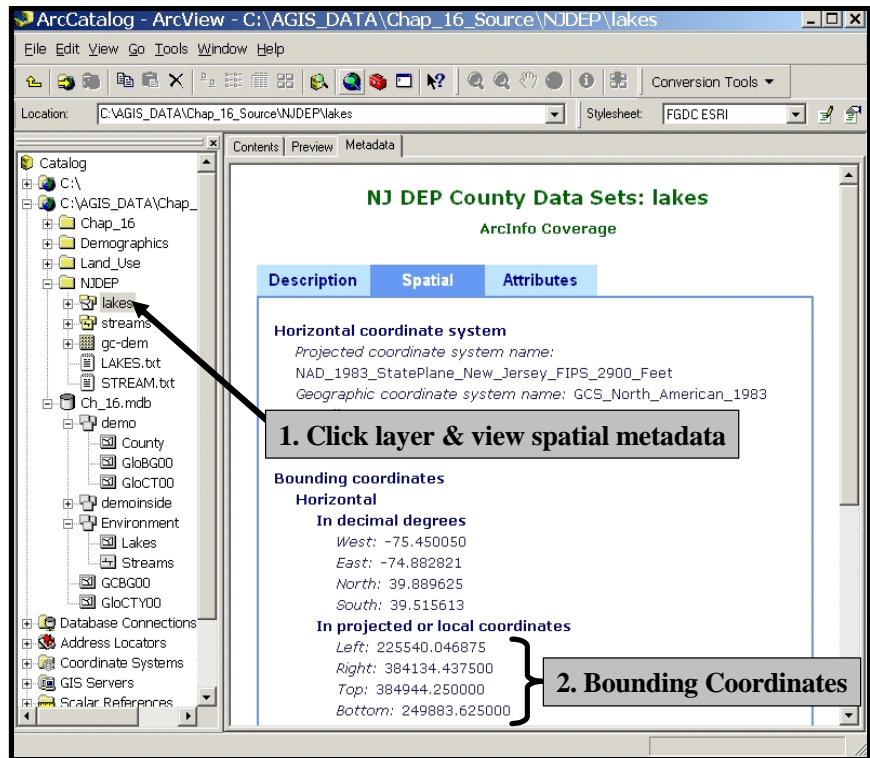 ArcCatalog - ArcView - C:\AGIS_DATA\Chap_16_Source\NJDEP\lakes
File Edit View Go Tools Window Help
Conversion Tools
Location: C:\AGIS_DATA\Chap_16_Source\NJDEP\lakes Stylesheet: FGDC ESRI
Catalog
C:\
C:\AGIS_DATA\Chap_
Chap_16
Demographics
Land_Use
NJDEP
lakes
streams
gc-dem
LAKES.txt
STREAM.txt
Ch_16.mdb
demo
County
GloBG00
GloCT00
demoinside
Environment
Lakes
Streams
GCBG00
GloCTY00
Database Connections
Address Locators
Coordinate Systems
GIS Servers
Scalar References
Contents Preview Metadata
NJ DEP County Data Sets: lakes
ArcInfo Coverage
Description Spatial Attributes
Horizontal coordinate system
Projected coordinate system name:
NAD_1983_StatePlane_New_Jersey_FIPS_2900_Feet
Geographic coordinate system name: GCS_North_American_1983
1. Click layer & view spatial metadata
Bounding coordinates
Horizontal
In decimal degrees
West: -75.450050
East: -74.882821
North: 39.889625
South: 39.515613
In projected or local coordinates
Left: 225540.046875
Right: 384134.437500
Top: 384944.250000
Bottom: 249883.625000
2. Bounding Coordinates